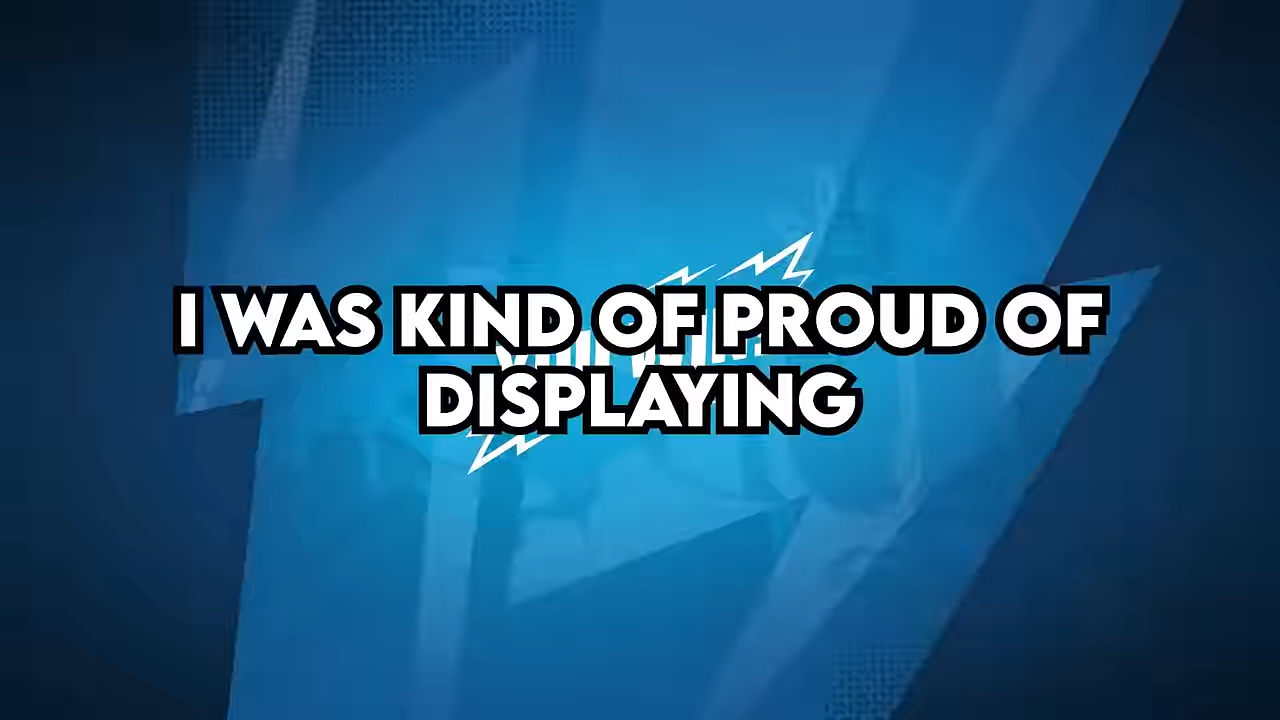 I WAS KIND OF PROUD OF
DISPLAYING